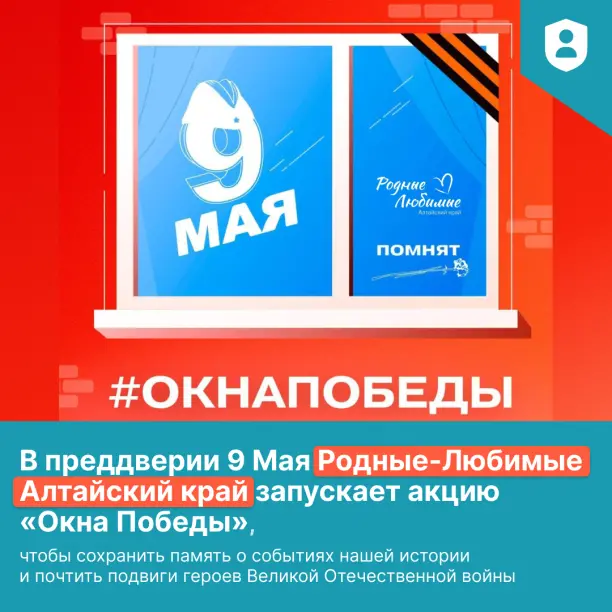 9
МАЯ
Родные
Любимые
Алтайский край
ПОМНЯТ
#ОКНАПОБЕДЫ
В преддверии 9 Мая Родные-Любимые
Алтайский край запускает акцию
«Окна Победы»,
чтобы сохранить память о событиях нашей истории
и почтить подвиги героев Великой Отечественной войны